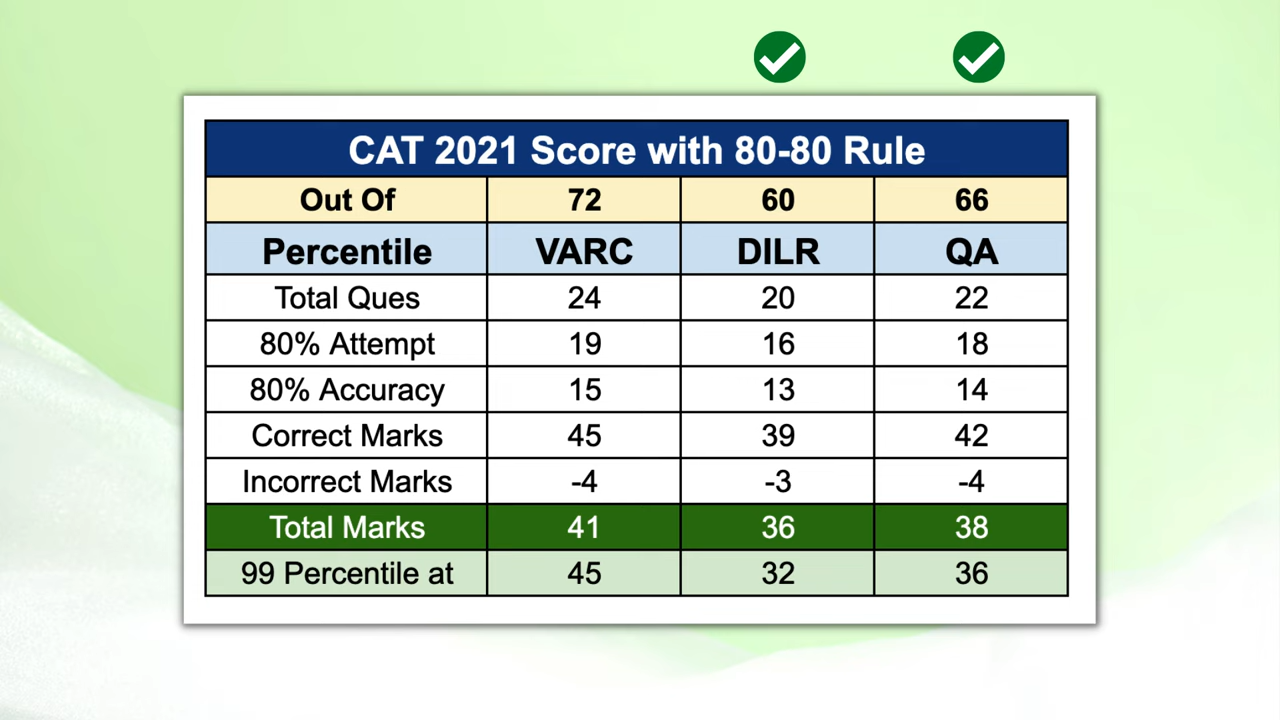 CAT 2021 Score with 80-80 Rule
Out Of 72 60 66
Percentile VARC DILR QA
Total Ques 24 20 22
80% Attempt 19 16 18
80% Accuracy 15 13 14
Correct Marks 45 39 42
Incorrect Marks -4 -3 -4
Total Marks 41 36 38
99 Percentile at 45 32 36